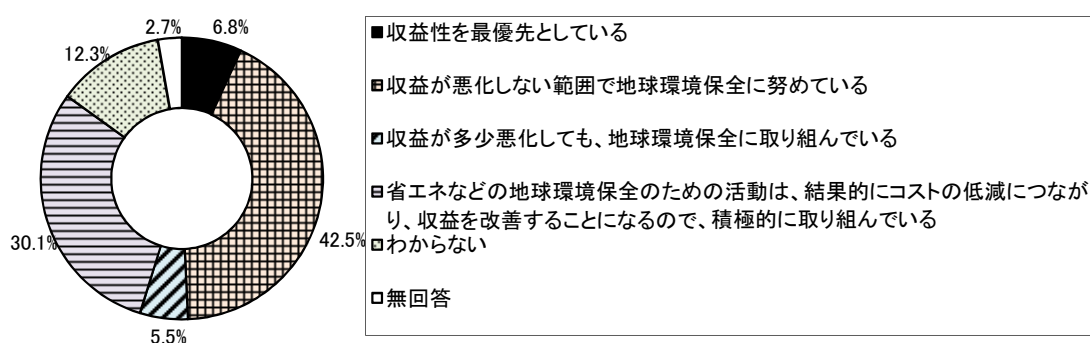 2.7%
6.8%
12.3%
30.1%
42.5%
5.5%
収益性を最優先としている
収益が悪化しない範囲で地球環境保全に努めている
収益が多少悪化しても、地球環境保全に取り組んでいる
省エネなどの地球環境保全のための活動は、結果的にコストの低減につなが
り、収益を改善することになるので、積極的に取り組んでいる
わからない
無回答